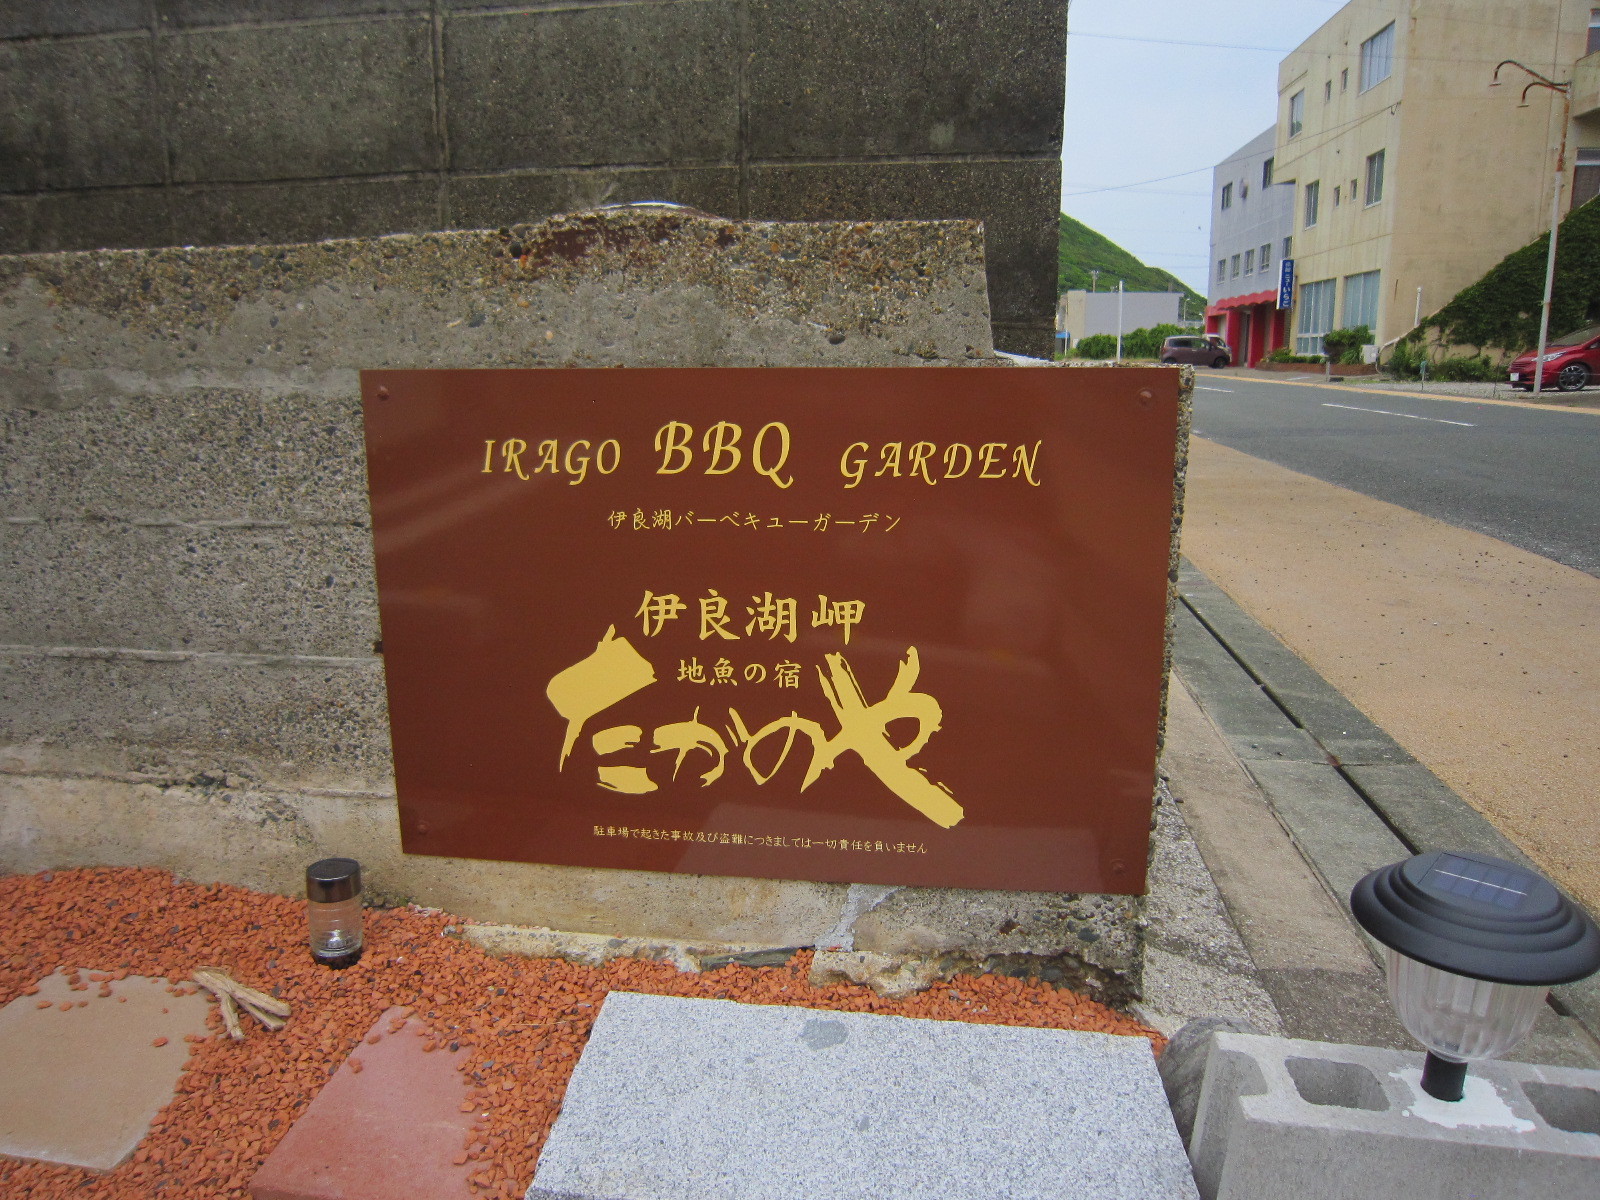 IRAGO BBQ GARDEN
伊良湖バーベキューガーデン
伊良湖岬
地魚の宿
たかのや
駐車場で起きた事故及び盗難につきましては一切責任を負いません